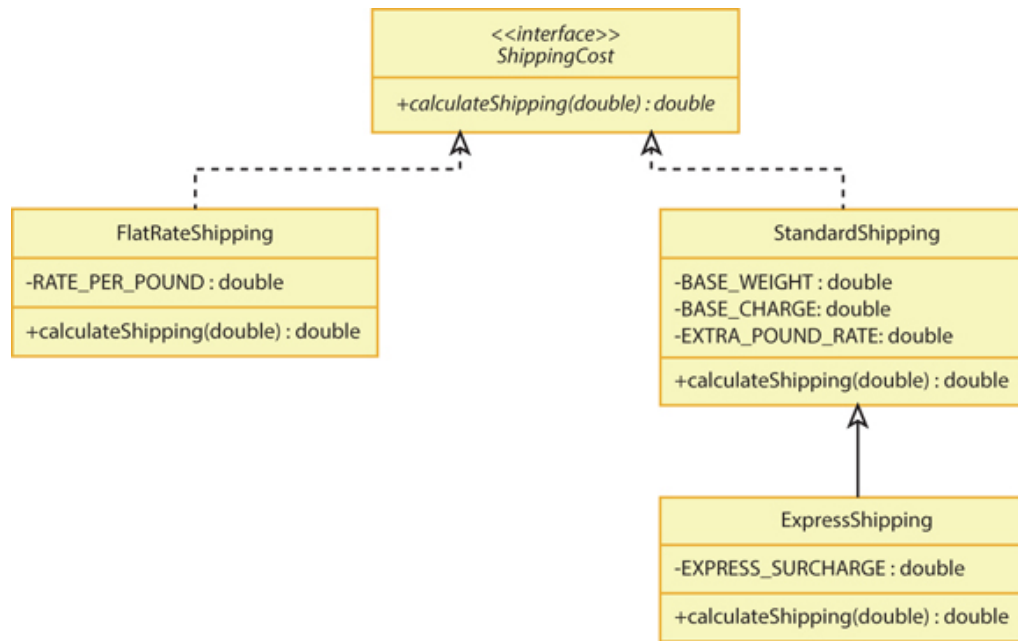 <<interface>>
ShippingCost
+calculateShipping(double) : double
FlatRateShipping
-RATE_PER_POUND : double
+calculateShipping(double) : double
StandardShipping
-BASE_WEIGHT : double
-BASE_CHARGE: double
-EXTRA_POUND_RATE: double
+calculateShipping(double) : double
ExpressShipping
-EXPRESS_SURCHARGE : double
+calculateShipping(double) : double